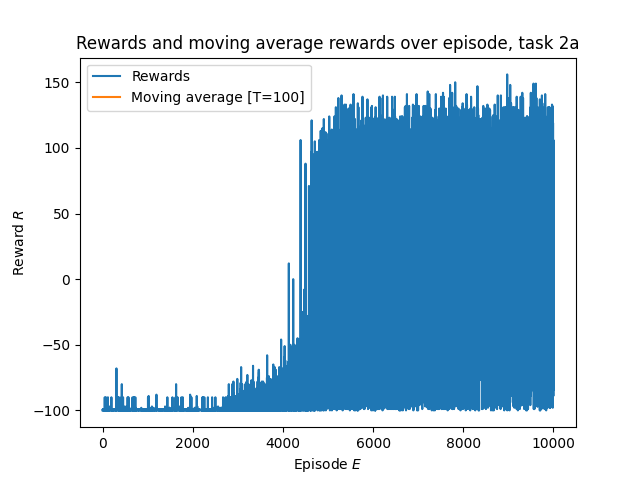 Rewards and moving average rewards over episode, task 2a
Rewards
Moving average [T=100]
150
100
50
0
−50
−100
Reward R
0 2000 4000 6000 8000 10000
Episode E